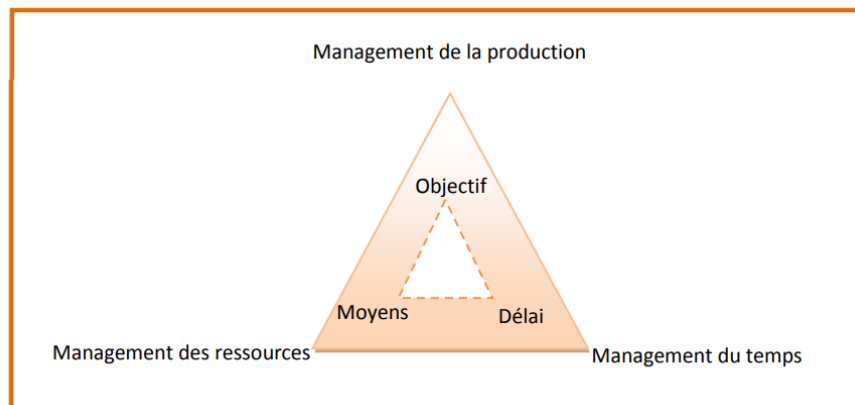 Management de la production
Objectif
Moyens
Délai
Management des ressources
Management du temps